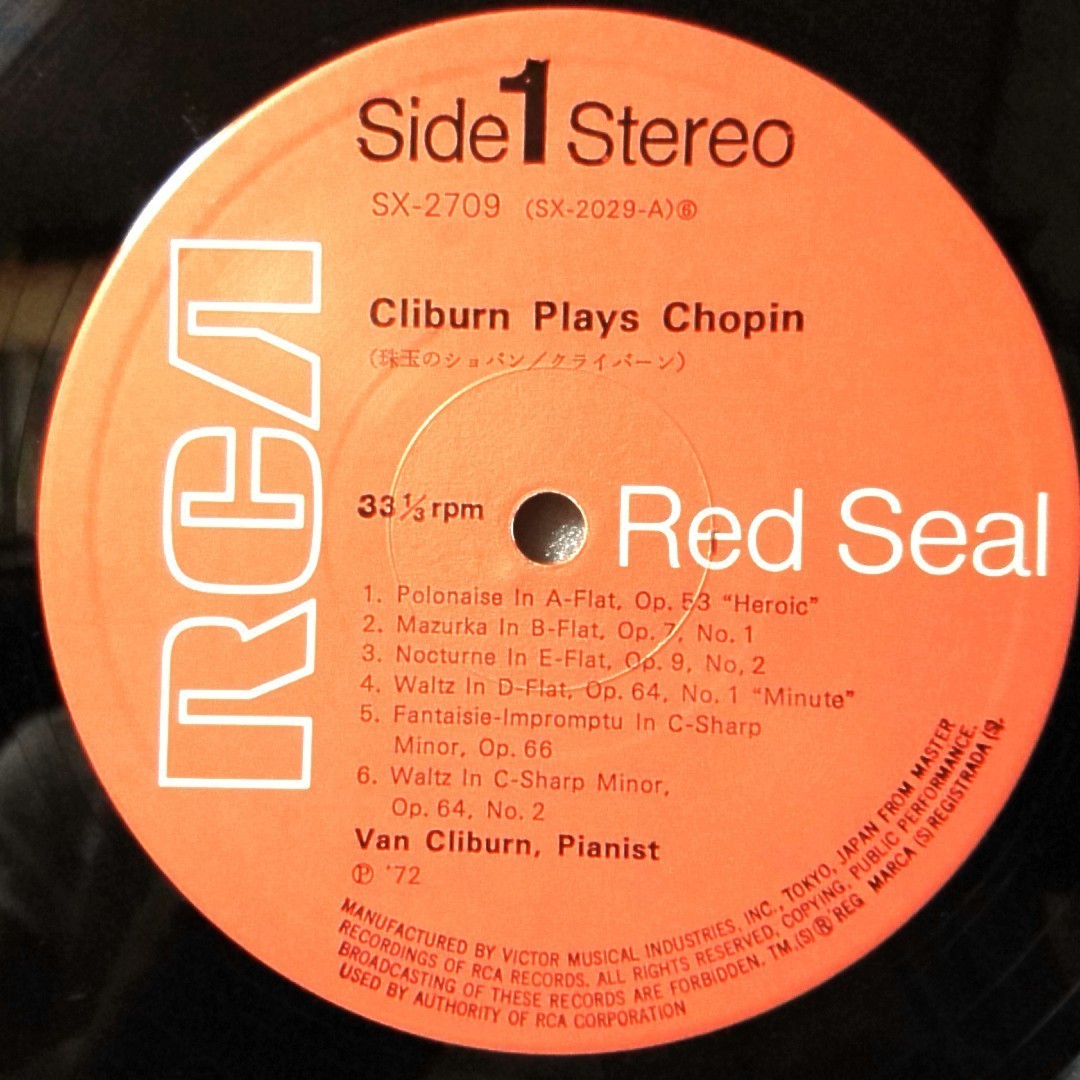 Side 1 Stereo
SX-2709 (SX-2029-A)⑥
RCA
Cliburn Plays Chopin
(珠玉のショパン/クライバーン)
33⅓ rpm
Red Seal
1. Polonaise In A-Flat, Op. 53 “Heroic”
2. Mazurka In B-Flat, Op. 7, No. 1
3. Nocturne In E-Flat, Op. 9, No. 2
4. Waltz In D-Flat, Op. 64, No. 1 “Minute”
5. Fantaisie-Impromptu In C-Sharp
Minor, Op. 66
6. Waltz In C-Sharp Minor,
Op. 64, No. 2
Van Cliburn, Pianist
Ⓟ '72
MANUFACTURED BY VICTOR MUSICAL INDUSTRIES, INC., TOKYO, JAPAN FROM MASTER
RECORDINGS OF RCA RECORDS. ALL RIGHTS RESERVED, COPYING, PUBLIC PERFORMANCE,
BROADCASTING OF THESE RECORDS ARE FORBIDDEN. TM.(S)® REG MARCA (S) REGISTRADA (S).
USED BY AUTHORITY OF RCA CORPORATION